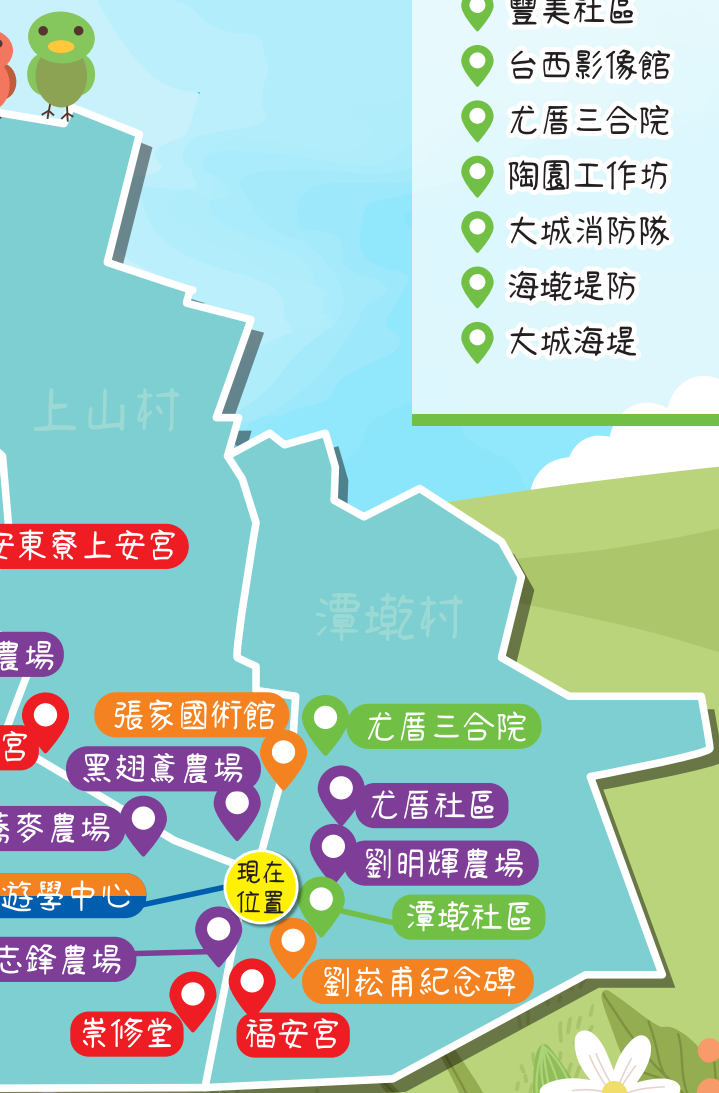 豐美社區
台西影像館
尤厝三合院
陶園工作坊
大城消防隊
海墘堤防
大城海堤
上山村
安東寮上安宮
潭墘村
農場
宮
張家國術館
尤厝三合院
黑翅鳶農場
尤厝社區
蕎麥農場
劉明輝農場
現在
位置
遊學中心
潭墘社區
志鋒農場
劉崧甫紀念碑
崇修堂
福安宮